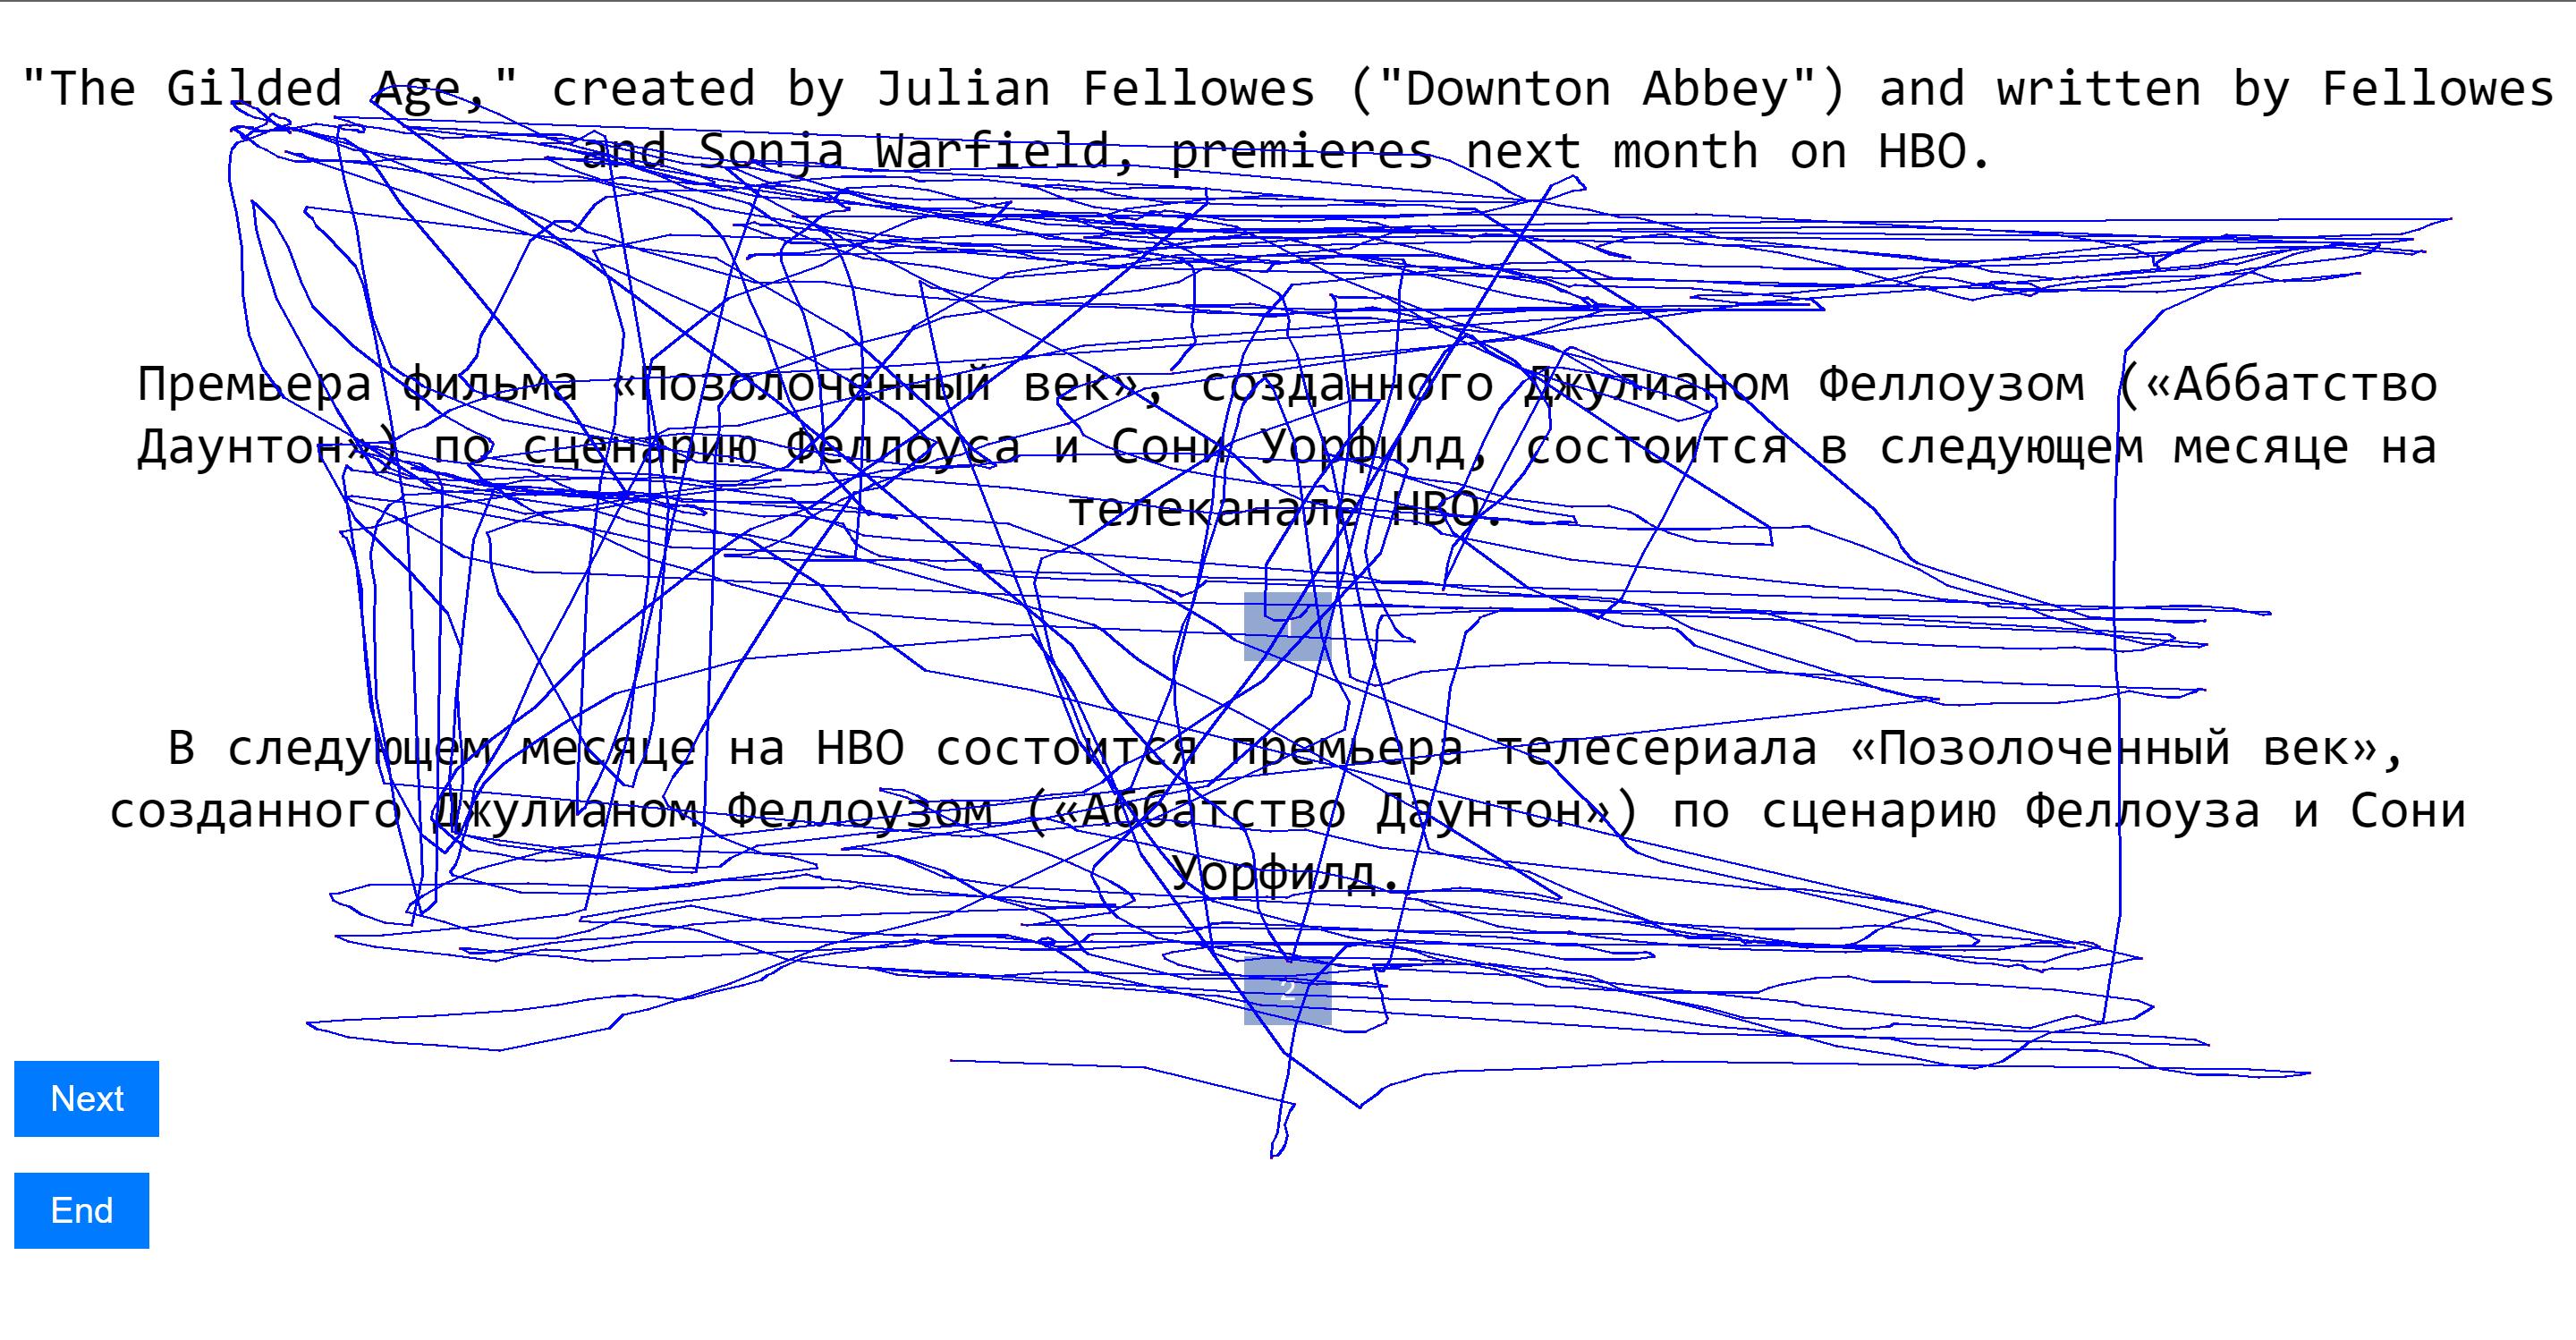 "The Gilded Age," created by Julian Fellowes ("Downton Abbey") and written by Fellowes
and Sonja Warfield, premieres next month on HBO.
Премьера фильма «Позолоченный век», созданного Джулианом Феллоузом («Аббатство
Даунтон») по сценарию Феллоуса и Сони Уорфилд, состоится в следующем месяце на
телеканале HBO.
1
В следующем месяце на HBO состоится премьера телесериала «Позолоченный век»,
созданного Джулианом Феллоузом («Аббатство Даунтон») по сценарию Феллоуза и Сони
Уорфилд.
2
Next
End